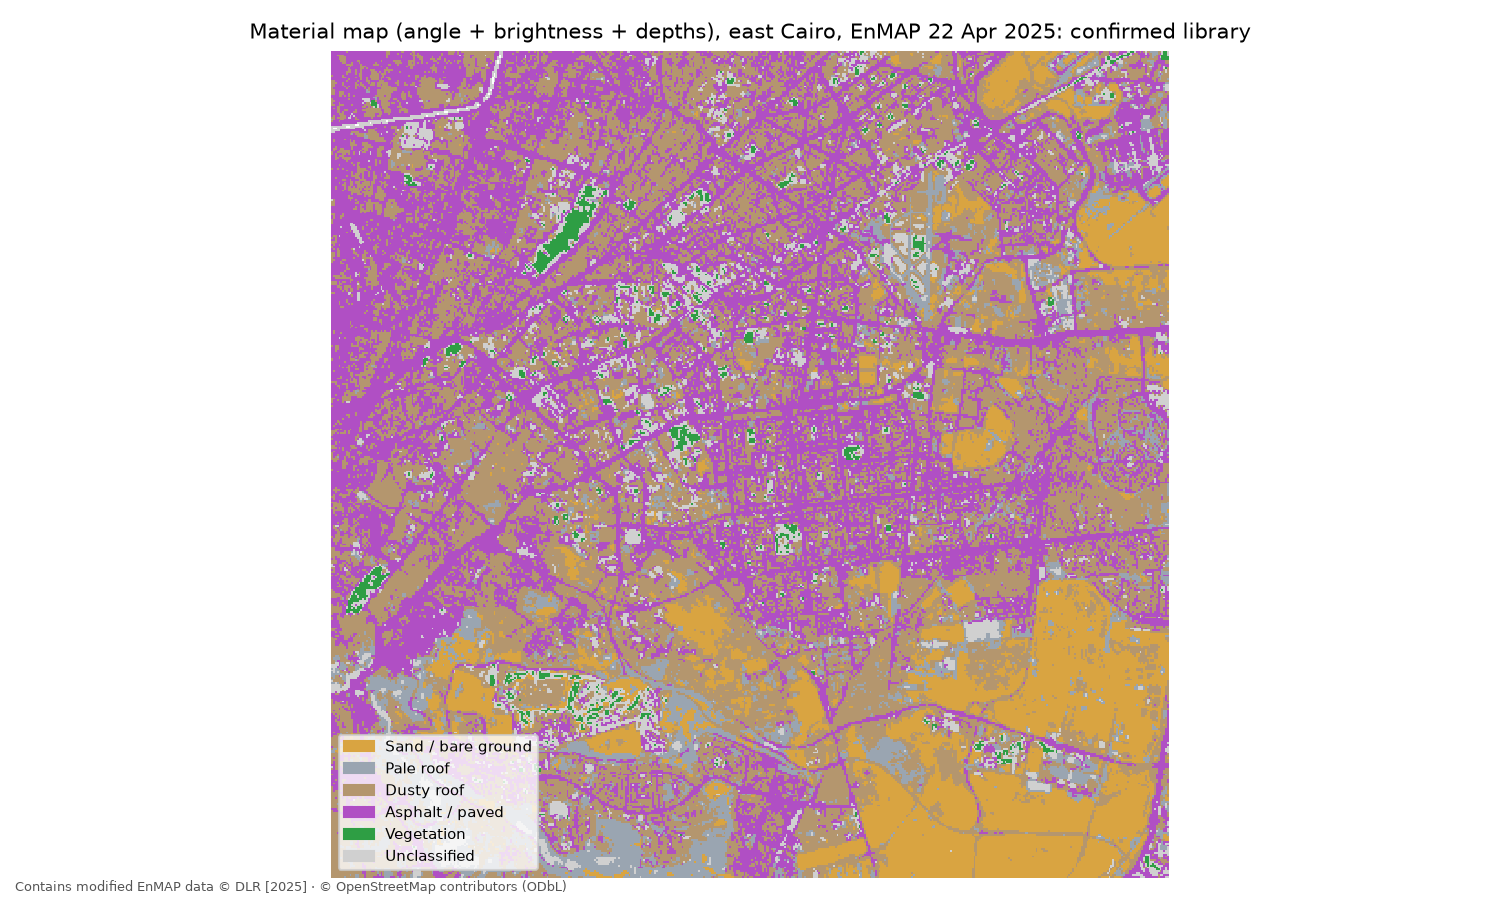 Material map (angle + brightness + depths), east Cairo, EnMAP 22 Apr 2025: confirmed library
Sand / bare ground
Pale roof
Dusty roof
Asphalt / paved
Vegetation
Unclassified
Contains modified EnMAP data © DLR [2025] · © OpenStreetMap contributors (ODbL)